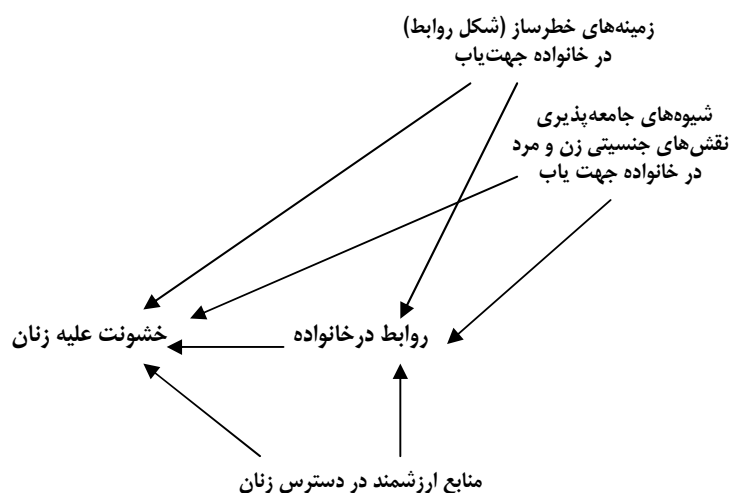 زمینه‌های خطرساز (شکل روابط)
در خانواده جهت‌یاب
شیوه‌های جامعه‌پذیری
نقش‌های جنسیتی زن و مرد
در خانواده جهت یاب
روابط درخانواده
خشونت علیه زنان
منابع ارزشمند در دسترس زنان